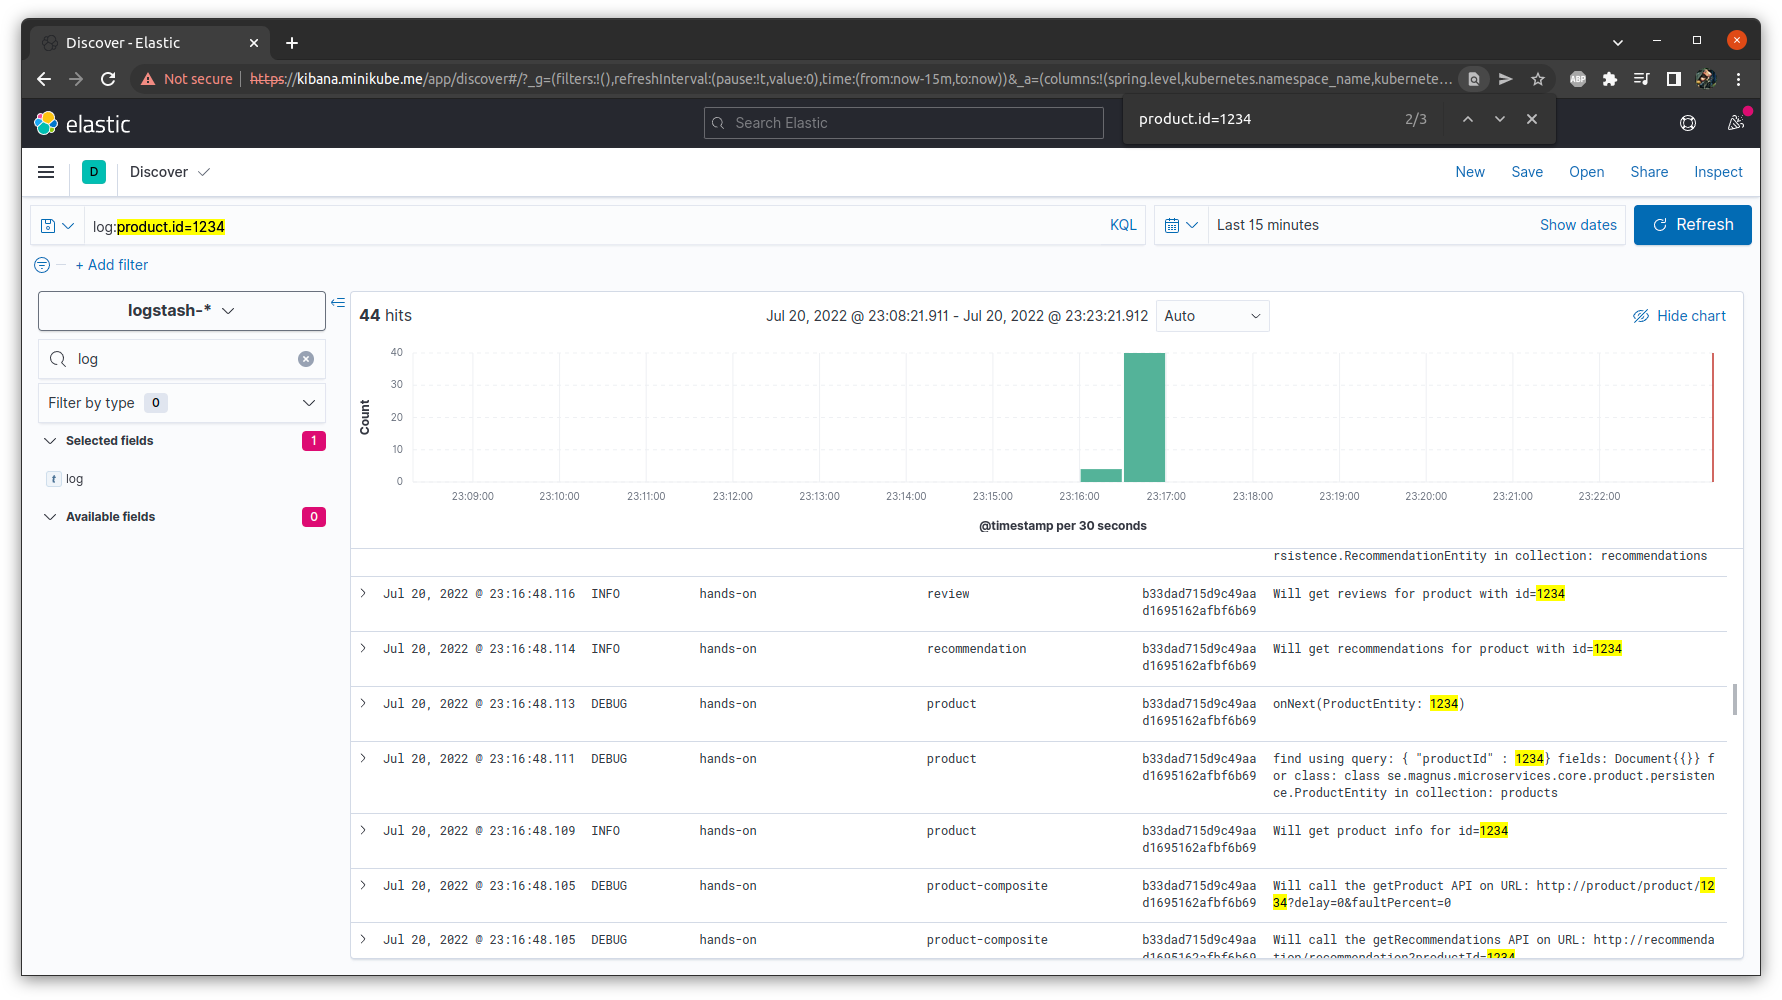 Discover - Elastic
Not secure https://kibana.minikube.me/app/discover#/?_g=(filters:!(),refreshInterval:(pause:!t,value:0),time:(from:now-15m,to:now))&_a=(columns:!(spring.level,kubernetes.namespace_name,kubernete...
ABP
elastic
Search Elastic
product.id=1234 2/3
D Discover New Save Open Share Inspect
log:product.id=1234 KQL Last 15 minutes Show dates Refresh
+ Add filter
logstash-*
44 hits Jul 20, 2022 @ 23:08:21.911 - Jul 20, 2022 @ 23:23:21.912 Auto Hide chart
log
Filter by type 0
Selected fields 1
t log
Available fields 0
40
30
20
10
0
Count
23:09:00 23:10:00 23:11:00 23:12:00 23:13:00 23:14:00 23:15:00 23:16:00 23:17:00 23:18:00 23:19:00 23:20:00 23:21:00 23:22:00
@timestamp per 30 seconds
rsistence.RecommendationEntity in collection: recommendations
Jul 20, 2022 @ 23:16:48.116 INFO hands-on review b33dad715d9c49aa Will get reviews for product with id=1234
d1695162afbf6b69
Jul 20, 2022 @ 23:16:48.114 INFO hands-on recommendation b33dad715d9c49aa Will get recommendations for product with id=1234
d1695162afbf6b69
Jul 20, 2022 @ 23:16:48.113 DEBUG hands-on product b33dad715d9c49aa onNext(ProductEntity: 1234)
d1695162afbf6b69
Jul 20, 2022 @ 23:16:48.111 DEBUG hands-on product b33dad715d9c49aa find using query: { "productId" : 1234} fields: Document{{}} f
d1695162afbf6b69 or class: class se.magnus.microservices.core.product.persisten
ce.ProductEntity in collection: products
Jul 20, 2022 @ 23:16:48.109 INFO hands-on product b33dad715d9c49aa Will get product info for id=1234
d1695162afbf6b69
Jul 20, 2022 @ 23:16:48.105 DEBUG hands-on product-composite b33dad715d9c49aa Will call the getProduct API on URL: http://product/product/12
d1695162afbf6b69 34?delay=0&faultPercent=0
Jul 20, 2022 @ 23:16:48.105 DEBUG hands-on product-composite b33dad715d9c49aa Will call the getRecommendations API on URL: http://recommenda
d1695162afbf6b69 tion/recommendation?productId=1234